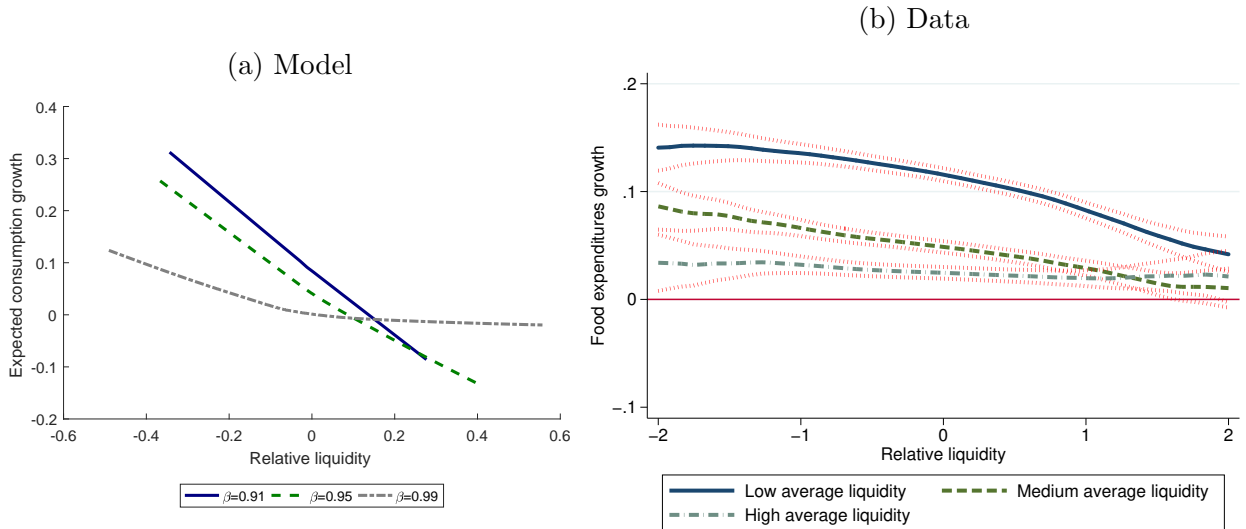 (a) Model
Expected consumption growth
0.4
0.3
0.2
0.1
0
-0.1
-0.2
-0.6
-0.4
-0.2
0
0.2
0.4
0.6
Relative liquidity
β=0.91
β=0.95
β=0.99
(b) Data
Food expenditures growth
.2
.1
0
-.1
-2
-1
0
1
2
Relative liquidity
Low average liquidity
Medium average liquidity
High average liquidity